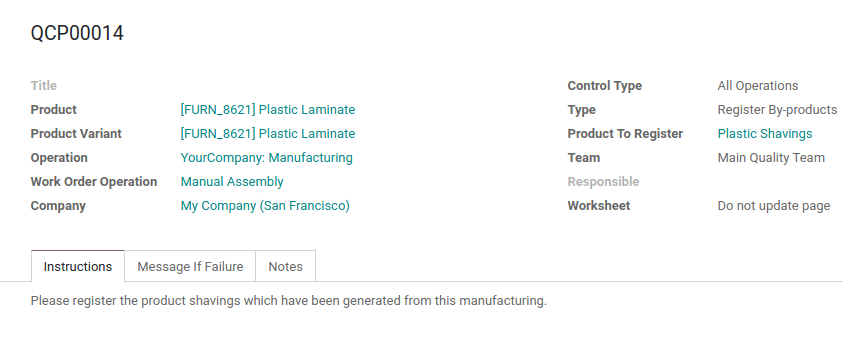 QCP00014
Title
Control Type All Operations
Product [FURN_8621] Plastic Laminate
Type Register By-products
Product Variant [FURN_8621] Plastic Laminate
Product To Register Plastic Shavings
Operation YourCompany: Manufacturing
Team Main Quality Team
Work Order Operation Manual Assembly
Responsible
Company My Company (San Francisco)
Worksheet Do not update page
Instructions Message If Failure Notes
Please register the product shavings which have been generated from this manufacturing.